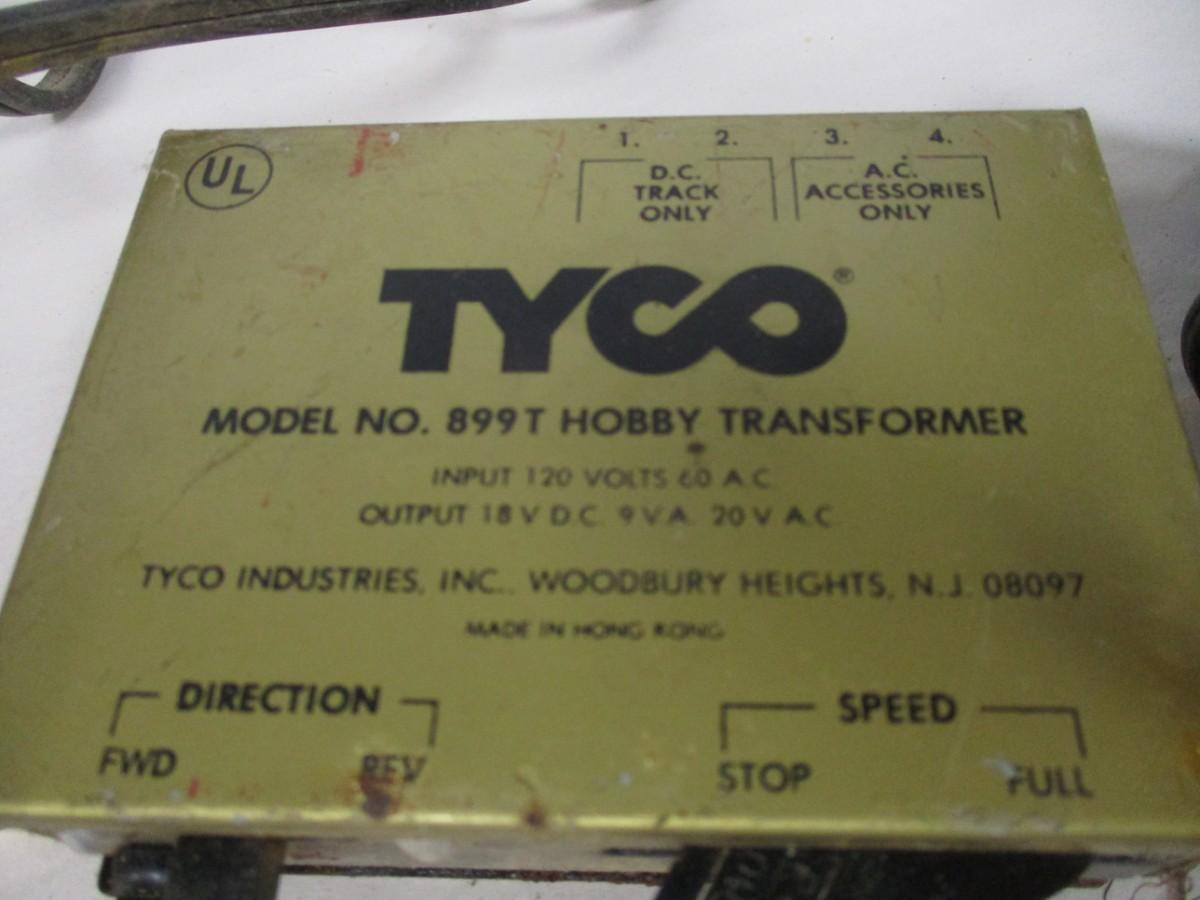 UL
1. 2. 3. 4.
D.C. TRACK ONLY
A.C. ACCESSORIES ONLY
TYCO®
MODEL NO. 899T HOBBY TRANSFORMER
INPUT 120 VOLTS 60 A.C.
OUTPUT 18 V D.C. 9 V.A. 20 V A.C.
TYCO INDUSTRIES, INC., WOODBURY HEIGHTS, N.J. 08097
MADE IN HONG KONG
DIRECTION
FWD REV
SPEED
STOP FULL